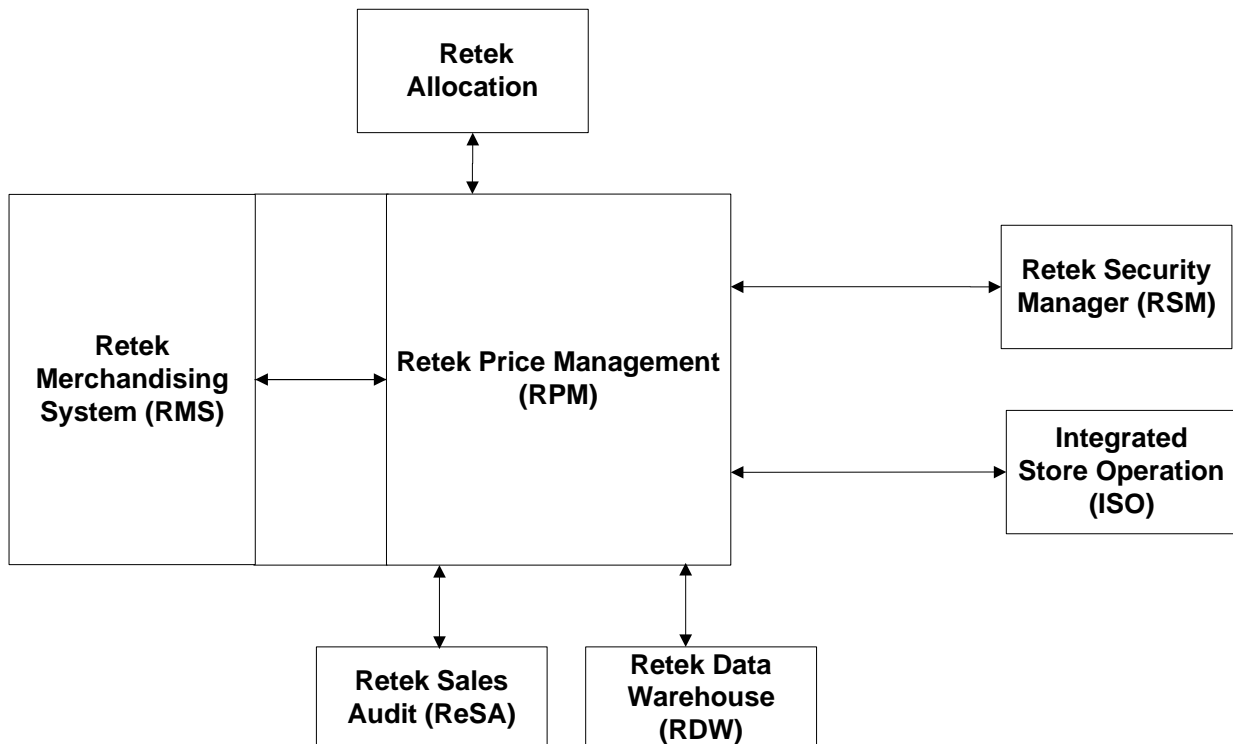 Retek
Allocation
Retek
Merchandising
System (RMS)
Retek Price Management
(RPM)
Retek Security
Manager (RSM)
Integrated
Store Operation
(ISO)
Retek Sales
Audit (ReSA)
Retek Data
Warehouse
(RDW)